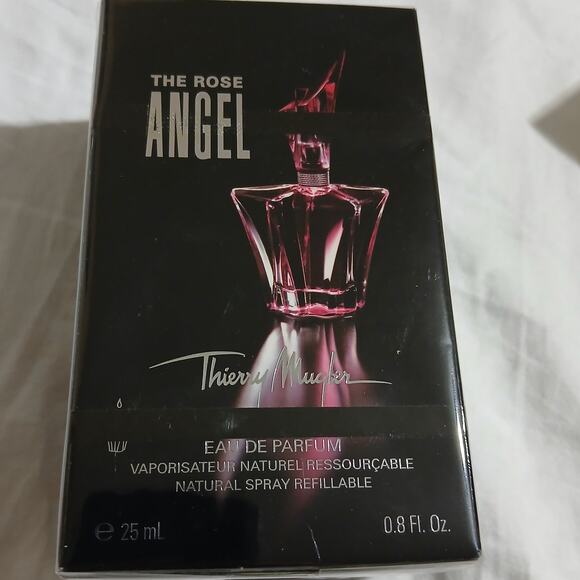 THE ROSE
ANGEL
Thierry Mugler
EAU DE PARFUM
VAPORISATEUR NATUREL RESSOURÇABLE
NATURAL SPRAY REFILLABLE
℮ 25 mL
0.8 Fl. Oz.